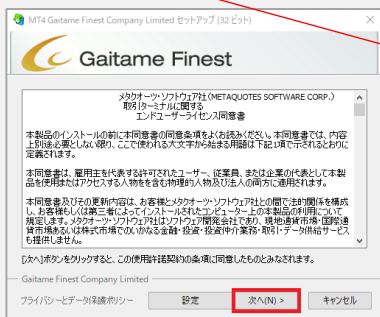 MT4 Gaitame Finest Company Limited セットアップ (32 ビット)
Gaitame Finest
メタクオーツ・ソフトウェア社 (METAQUOTES SOFTWARE CORP.)
取引ターミナルに関する
エンドユーザーライセンス同意書
本製品のインストールの前に本同意書の同意条項をよくお読みください。本同意書では、内容
上別途必要としない限り、ここで使われる大文字から始まる用語は下記1項で示されるとおりに
定義されます。
本同意書は、雇用主を代表する許可されたユーザー、従業員、または企業の代表として本製
品を使用またはアクセスする人物をを含む物理的人物及び法人の両方に適用されます。
本同意書及びその更新内容は、お客様とメタクオーツ・ソフトウェア社の間で法的関係を構成
し、お客様もしくは第三者によってインストールされたコンピューター上の本製品の利用について
規定します。メタクオーツ・ソフトウェア社はソフトウェア開発会社であり、現地通貨市場・国際通
貨市場あるいは株式市場でのいかなる金融・投資・投資仲介業務・取引・データ供給サービス
も提供しません。
[次へ]ボタンをクリックすると、この使用許諾契約の条項に同意したものとみなされます。
Gaitame Finest Company Limited
プライバシーとデータ保護ポリシー 設定 次へ(N) > キャンセル